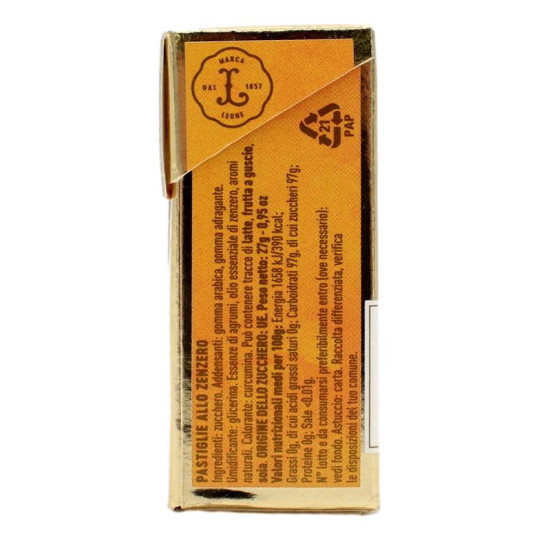 MARCA
DAL 1857
L
LEONE
21
PAP
PASTIGLIE ALLO ZENZERO
Ingredienti: zucchero. Addensanti: gomma arabica, gomma adragante.
Umidificante: glicerina. Essenze di agrumi, olio essenziale di zenzero, aromi
naturali. Colorante: curcumina. Può contenere tracce di latte, frutta a guscio,
soia. ORIGINE DELLO ZUCCHERO: UE. Peso netto: 27g - 0,95 oz
Valori nutrizionali medi per 100g: Energia 1658 kJ/390 kcal;
Grassi 0g, di cui acidi grassi saturi 0g; Carboidrati 97g, di cui zuccheri 97g;
Proteine 0g; Sale <0.01g.
N° lotto e da consumarsi preferibilmente entro (ove necessario):
vedi fondo. Astuccio: carta. Raccolta differenziata, verifica
le disposizioni del tuo comune.